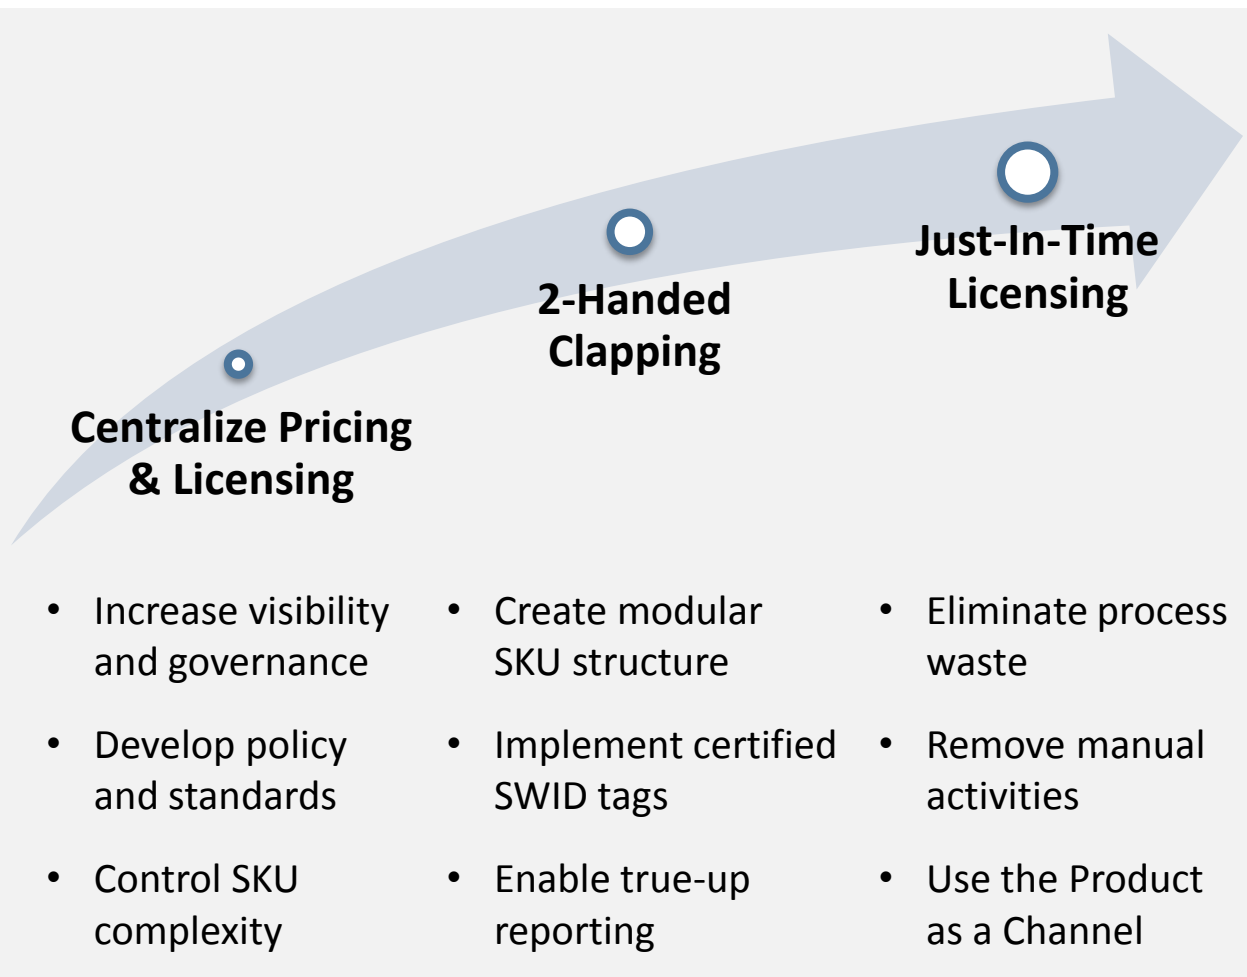 Just-In-Time
Licensing
2-Handed
Clapping
Centralize Pricing
& Licensing
• Increase visibility
and governance
• Develop policy
and standards
• Control SKU
complexity
• Create modular
SKU structure
• Implement certified
SWID tags
• Enable true-up
reporting
• Eliminate process
waste
• Remove manual
activities
• Use the Product
as a Channel